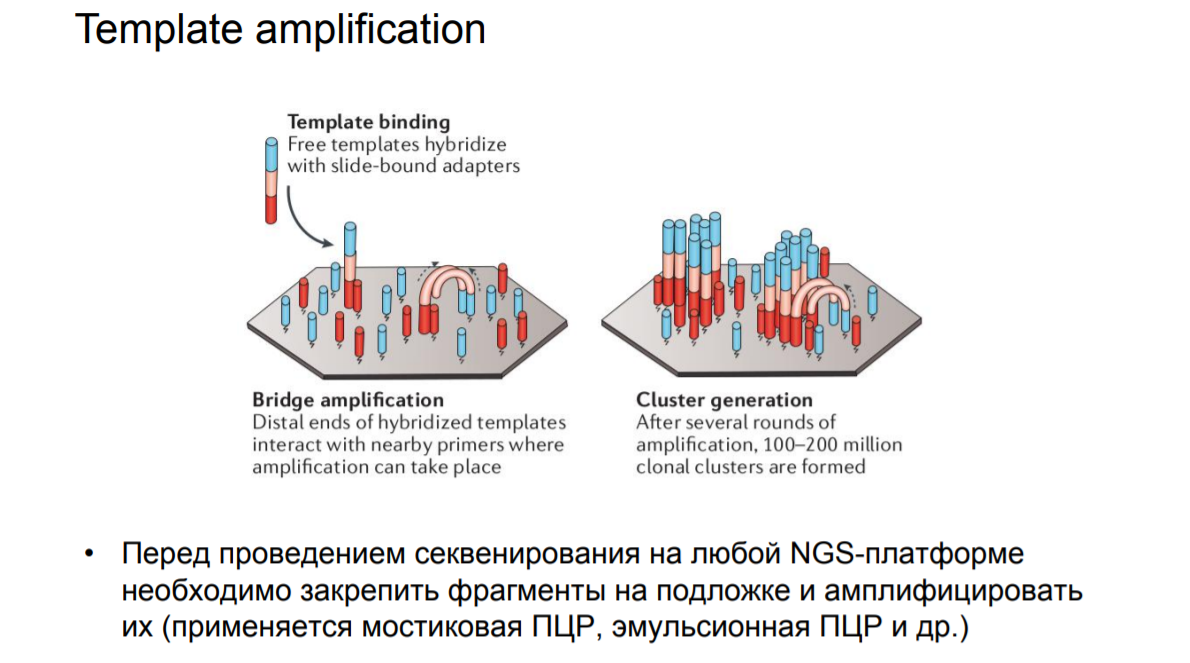 Template amplification
Template binding
Free templates hybridize
with slide-bound adapters
Bridge amplification
Distal ends of hybridized templates
interact with nearby primers where
amplification can take place
Cluster generation
After several rounds of
amplification, 100–200 million
clonal clusters are formed
• Перед проведением секвенирования на любой NGS-платформе
необходимо закрепить фрагменты на подложке и амплифицировать
их (применяется мостиковая ПЦР, эмульсионная ПЦР и др.)